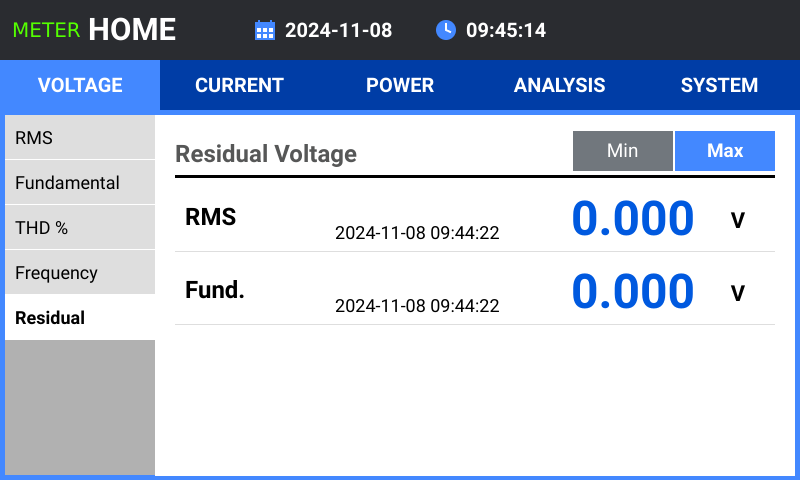 METER HOME 2024-11-08 09:45:14
VOLTAGE CURRENT POWER ANALYSIS SYSTEM
RMS
Fundamental
THD %
Frequency
Residual
Residual Voltage Min Max
RMS 2024-11-08 09:44:22 0.000 V
Fund. 2024-11-08 09:44:22 0.000 V